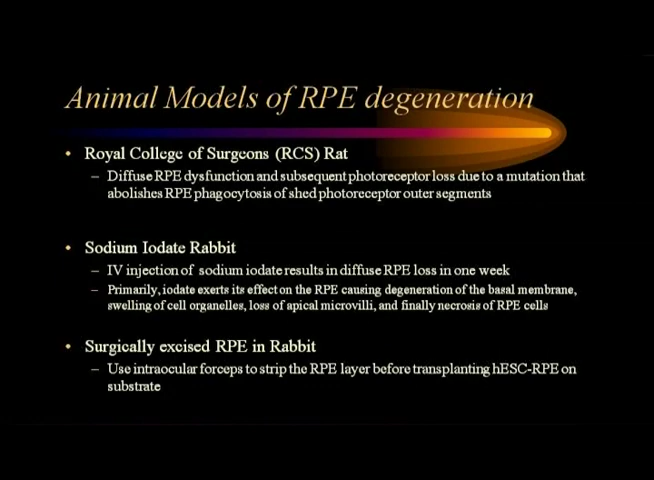 Animal Models of RPE degeneration
• Royal College of Surgeons (RCS) Rat
– Diffuse RPE dysfunction and subsequent photoreceptor loss due to a mutation that
abolishes RPE phagocytosis of shed photoreceptor outer segments
• Sodium Iodate Rabbit
– IV injection of sodium iodate results in diffuse RPE loss in one week
– Primarily, iodate exerts its effect on the RPE causing degeneration of the basal membrane,
swelling of cell organelles, loss of apical microvilli, and finally necrosis of RPE cells
• Surgically excised RPE in Rabbit
– Use intraocular forceps to strip the RPE layer before transplanting hESC-RPE on
substrate